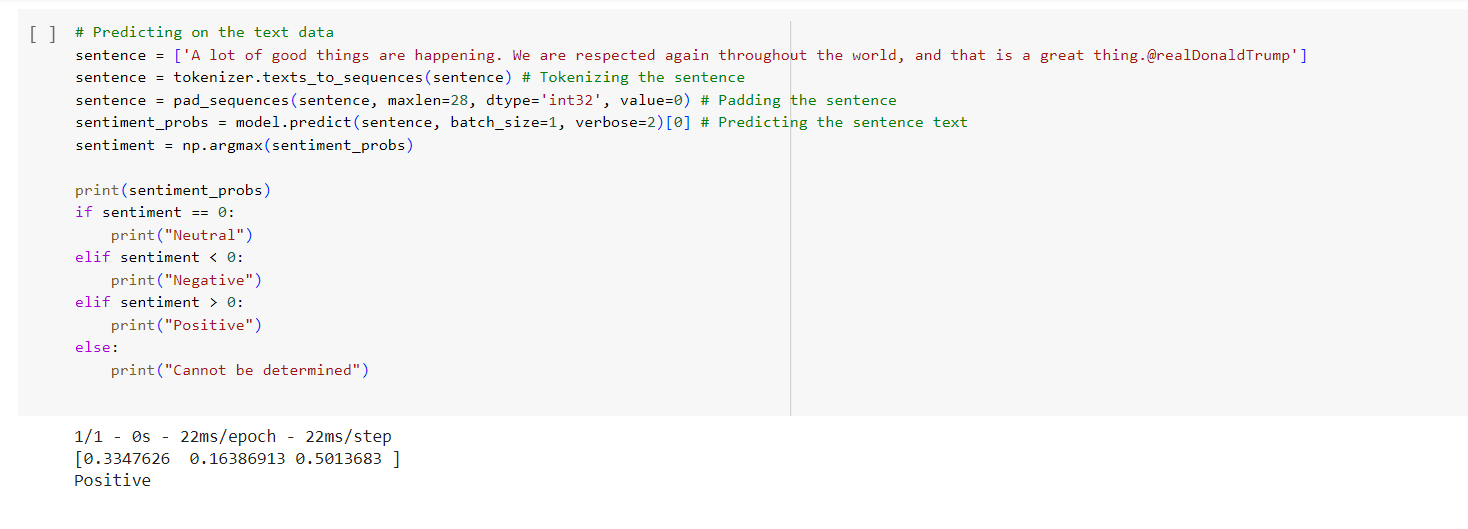 [ ] # Predicting on the text data
sentence = ['A lot of good things are happening. We are respected again throughout the world, and that is a great thing.@realDonaldTrump']
sentence = tokenizer.texts_to_sequences(sentence) # Tokenizing the sentence
sentence = pad_sequences(sentence, maxlen=28, dtype='int32', value=0) # Padding the sentence
sentiment_probs = model.predict(sentence, batch_size=1, verbose=2)[0] # Predicting the sentence text
sentiment = np.argmax(sentiment_probs)

print(sentiment_probs)
if sentiment == 0:
    print("Neutral")
elif sentiment < 0:
    print("Negative")
elif sentiment > 0:
    print("Positive")
else:
    print("Cannot be determined")

1/1 - 0s - 22ms/epoch - 22ms/step
[0.3347626  0.16386913 0.5013683 ]
Positive